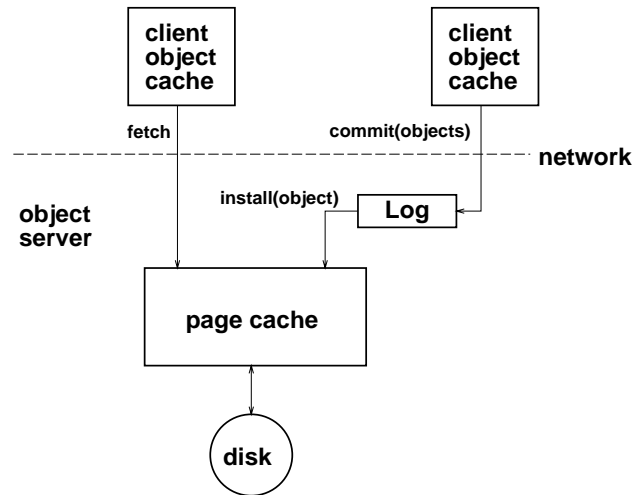 client
object
cache
client
object
cache
fetch
commit(objects)
network
install(object)
Log
object
server
page cache
disk